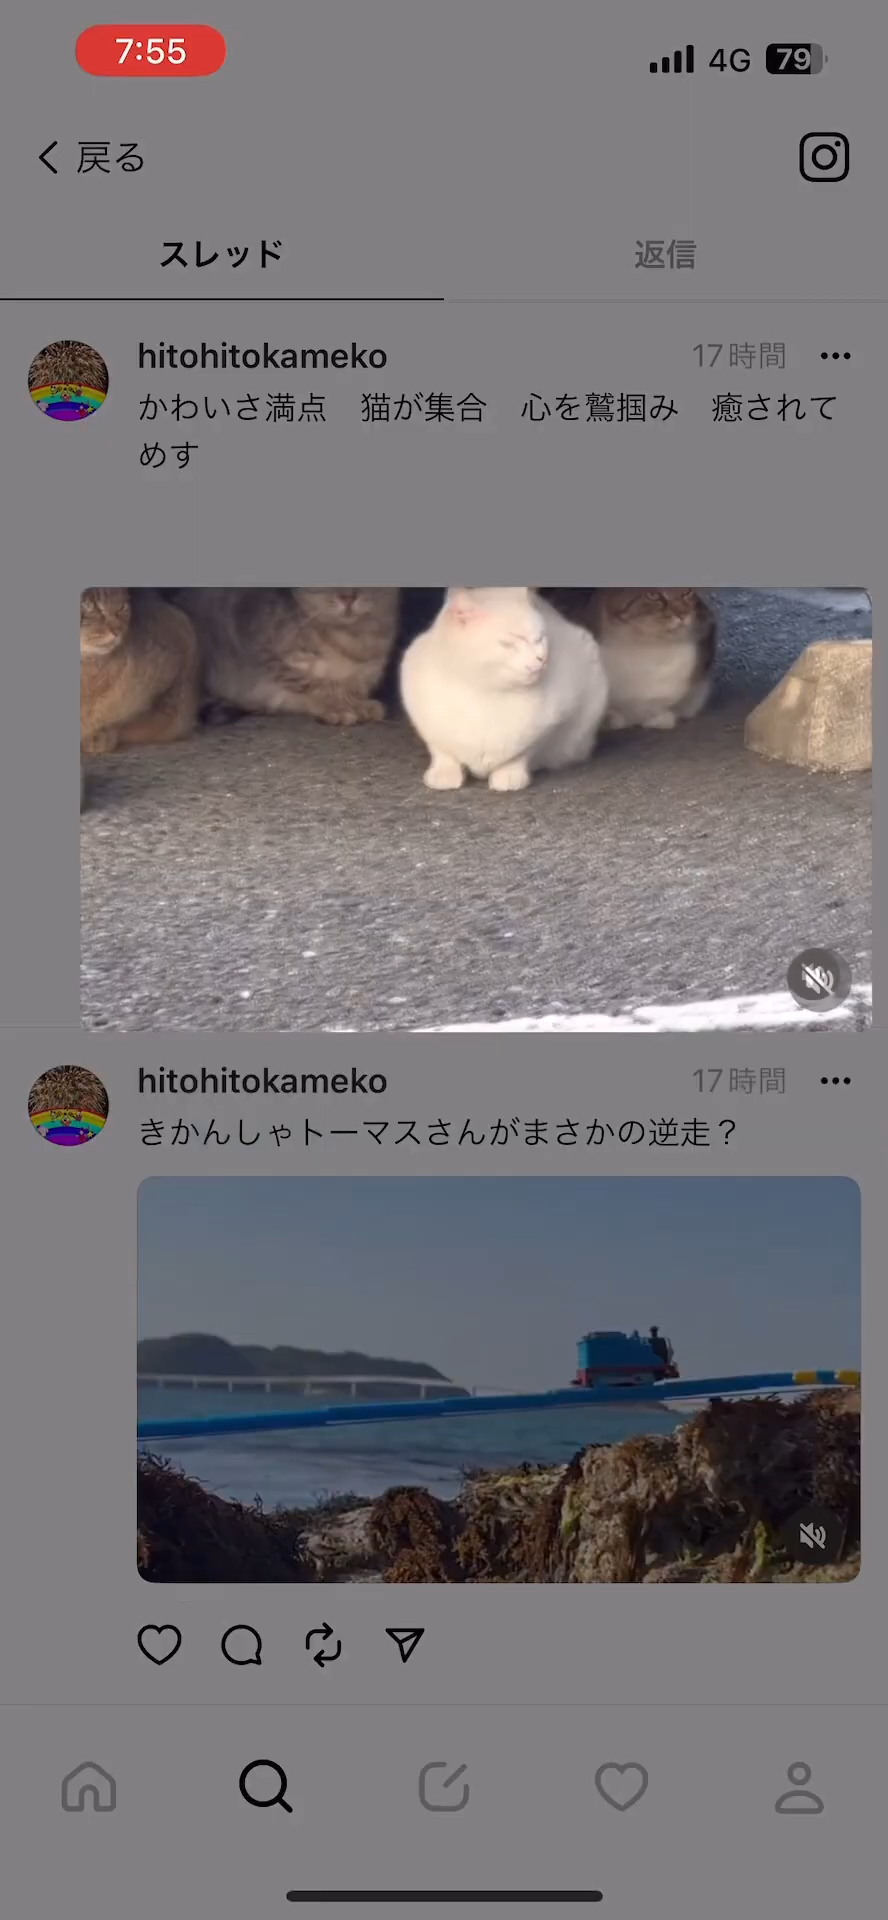 7:55
4G 79
戻る
スレッド 返信
hitohitokameko 17時間
かわいさ満点　猫が集合　心を鷲掴み　癒されて
めす
hitohitokameko 17時間
きかんしゃトーマスさんがまさかの逆走？